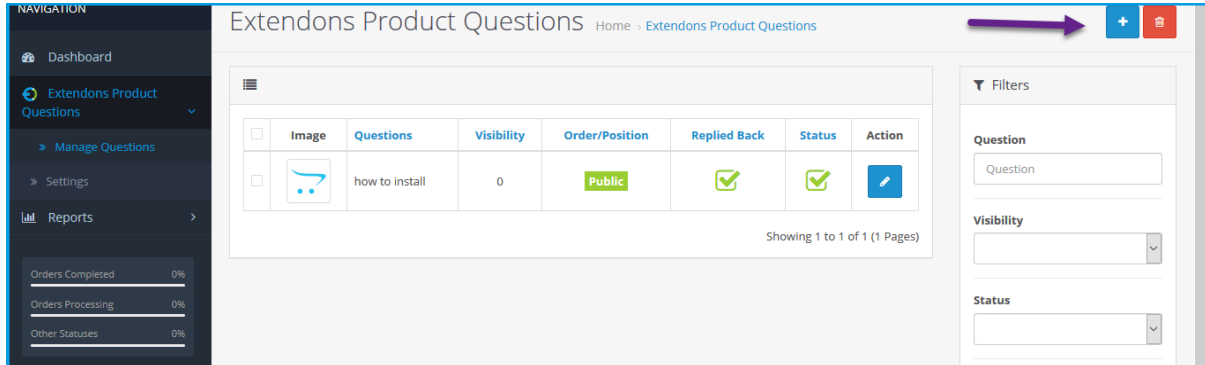 NAVIGATION
Dashboard
Extendons Product
Questions
» Manage Questions
» Settings
Reports
Orders Completed 0%
Orders Processing 0%
Other Statuses 0%
Extendons Product Questions Home › Extendons Product Questions
Image Questions Visibility Order/Position Replied Back Status Action
how to install 0 Public
Showing 1 to 1 of 1 (1 Pages)
Filters
Question
Question
Visibility
Status